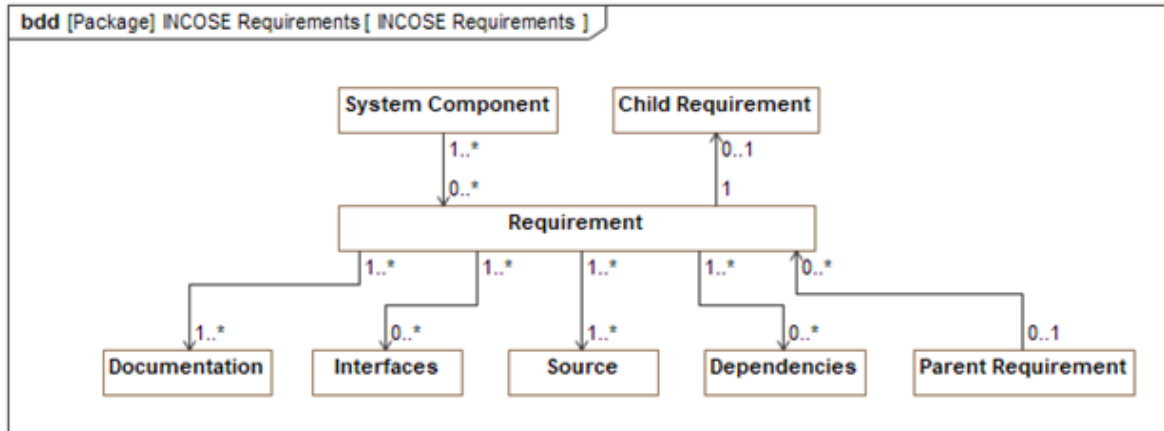 bdd [Package] INCOSE Requirements [ INCOSE Requirements ]
System Component
Child Requirement
1..*
0..1
0..*
1
Requirement
1..*
1..*
1..*
1..*
0..*
1..*
0..*
1..*
0..*
0..1
Documentation
Interfaces
Source
Dependencies
Parent Requirement